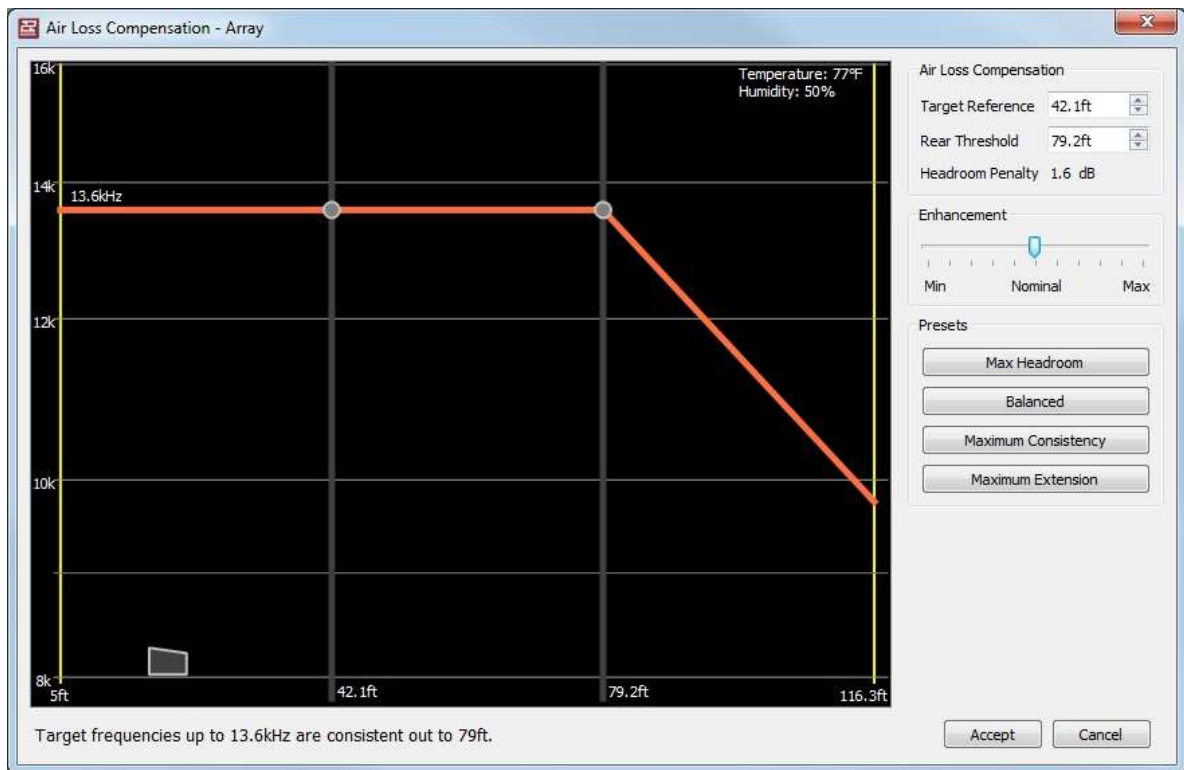 Air Loss Compensation - Array
16k
Temperature: 77°F
Humidity: 50%
14k
13.6kHz
12k
10k
8k
5ft
42.1ft
79.2ft
116.3ft
Target frequencies up to 13.6kHz are consistent out to 79ft.
Air Loss Compensation
Target Reference 42.1ft
Rear Threshold 79.2ft
Headroom Penalty 1.6 dB
Enhancement
Min Nominal Max
Presets
Max Headroom
Balanced
Maximum Consistency
Maximum Extension
Accept Cancel